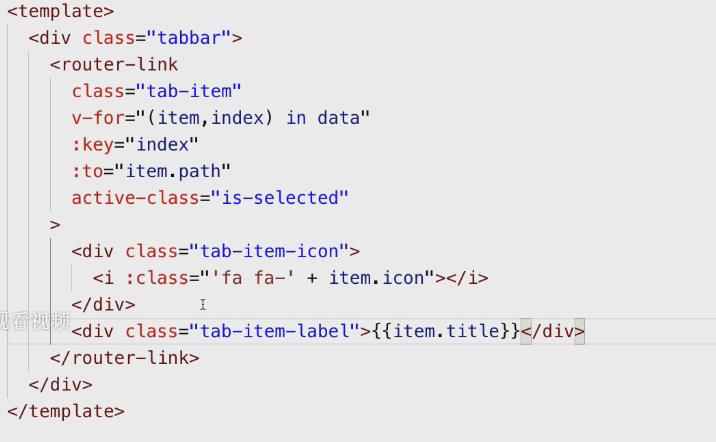 <template>
<div class="tabbar">
<router-link
class="tab-item"
v-for="(item,index) in data"
:key="index"
:to="item.path"
active-class="is-selected"
>
<div class="tab-item-icon">
<i :class="'fa fa-' + item.icon"></i>
</div>
观看视频
<div class="tab-item-label">{{item.title}}</div>
</router-link>
</div>
</template>